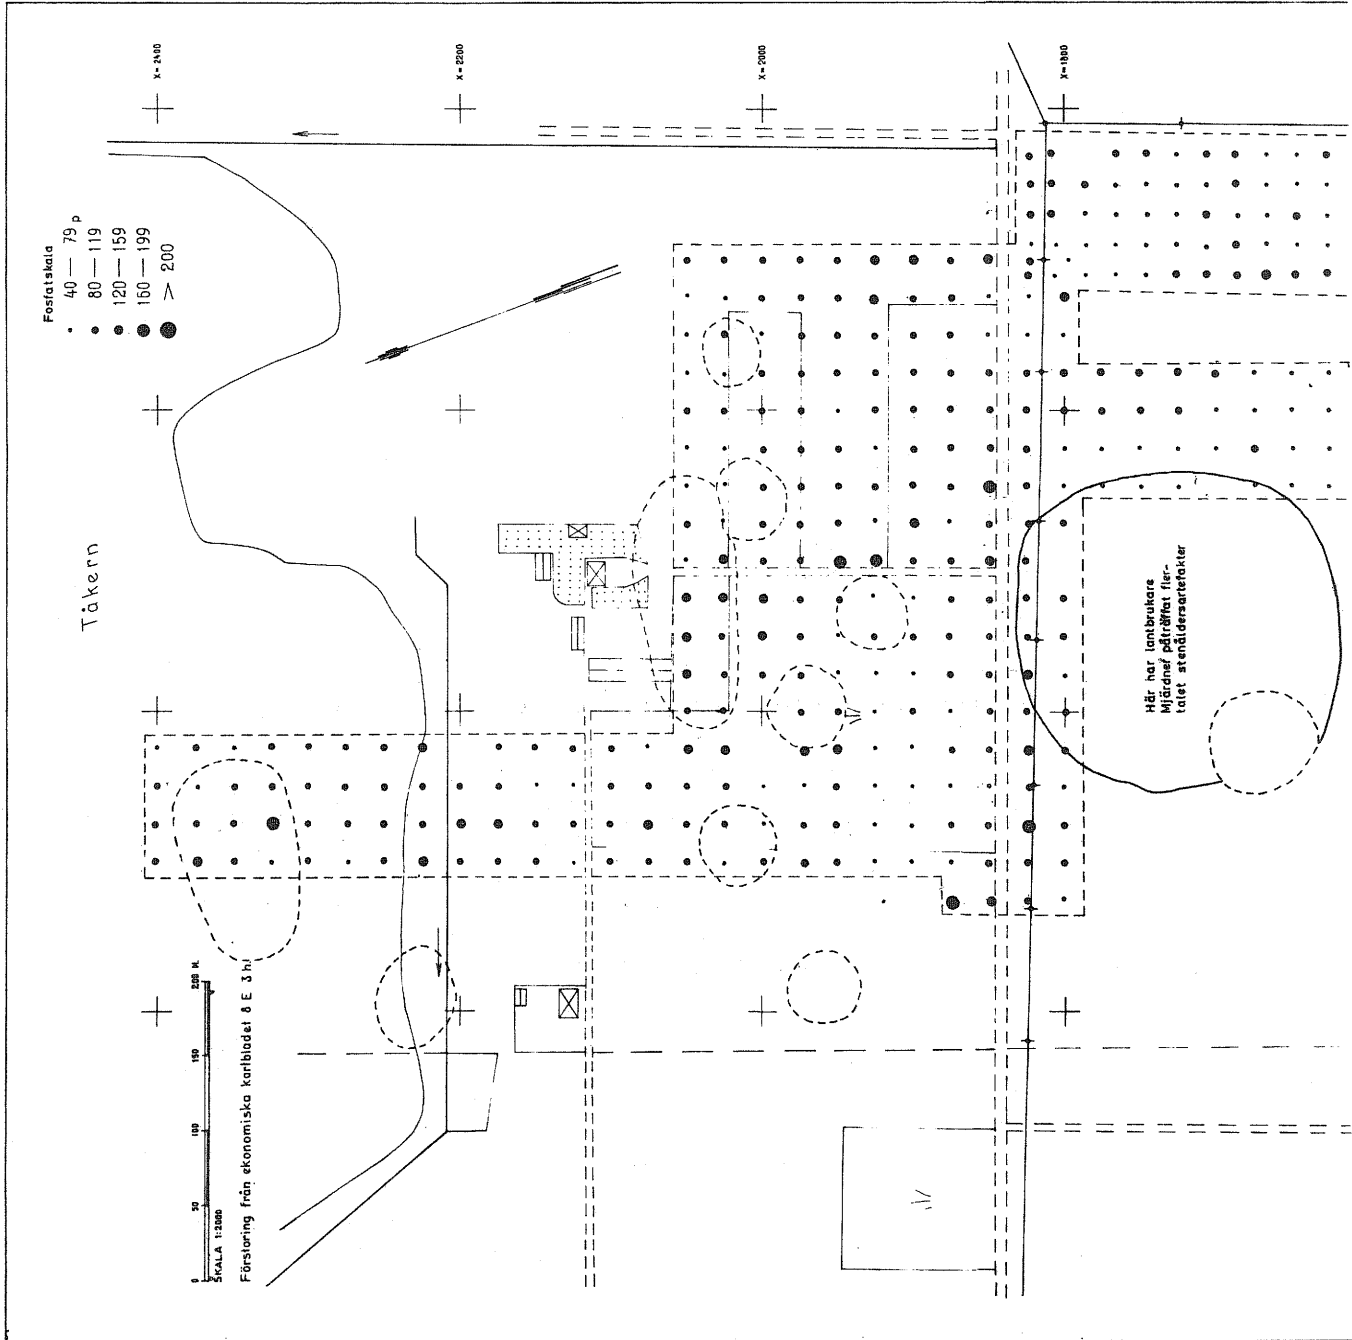 X= 2400
X= 2200
X=2000
X=1800
Fosfatskala
40 — 79 p
80 — 119
120 — 159
160 — 199
> 200
Tåkern
Här har lantbrukare
Mjärdner påträffat fler-
talet stenåldersartefakter
0 50 100 150 200 M.
SKALA 1:2000
Förstoring från ekonomiska kartbladet 8 E 3 h.